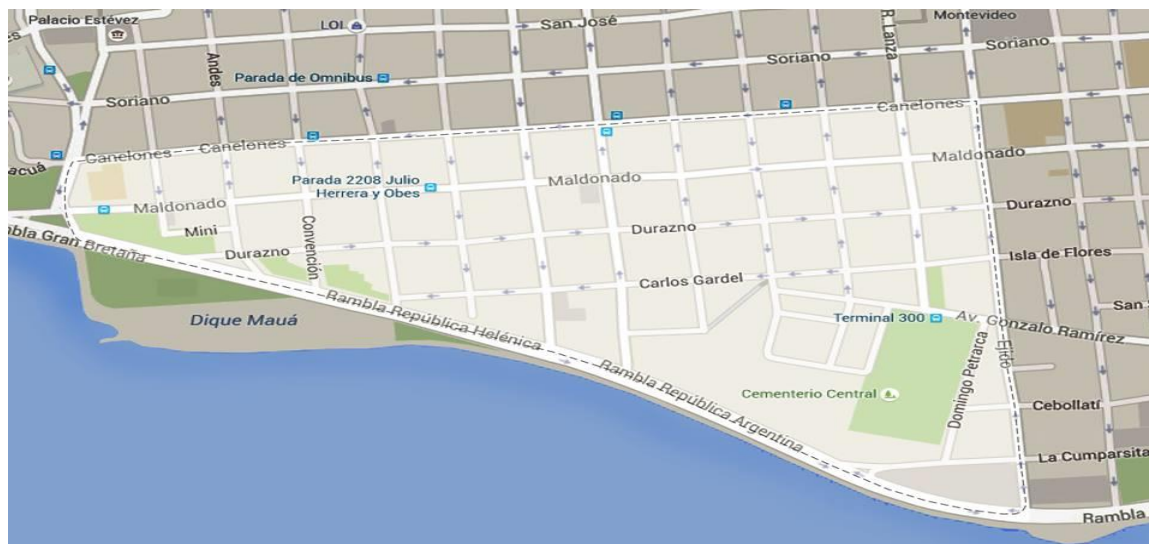 Palacio Estévez
LOI
San José
Montevideo
Andes
R. Lanza
Soriano
Soriano
Parada de Omnibus
Soriano
Canelones
Canelones
Canelones
acuá
Maldonado
Maldonado
Parada 2208 Julio
Herrera y Obes
Maldonado
Durazno
Mini
Convención
Durazno
Durazno
mbla Gran Bretaña
Isla de Flores
Carlos Gardel
Rambla República Helénica
San S
Dique Mauá
Terminal 300
Av. Gonzalo Ramírez
Ejido
Domingo Petrarca
Rambla República Argentina
Cementerio Central
Cebollatí
La Cumparsita
Rambla